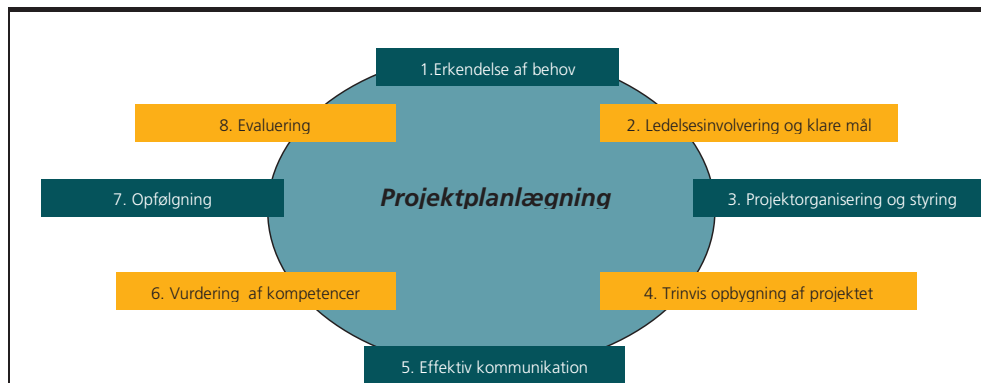 1.Erkendelse af behov
8. Evaluering
2. Ledelsesinvolvering og klare mål
7. Opfølgning
Projektplanlægning
3. Projektorganisering og styring
6. Vurdering af kompetencer
4. Trinvis opbygning af projektet
5. Effektiv kommunikation